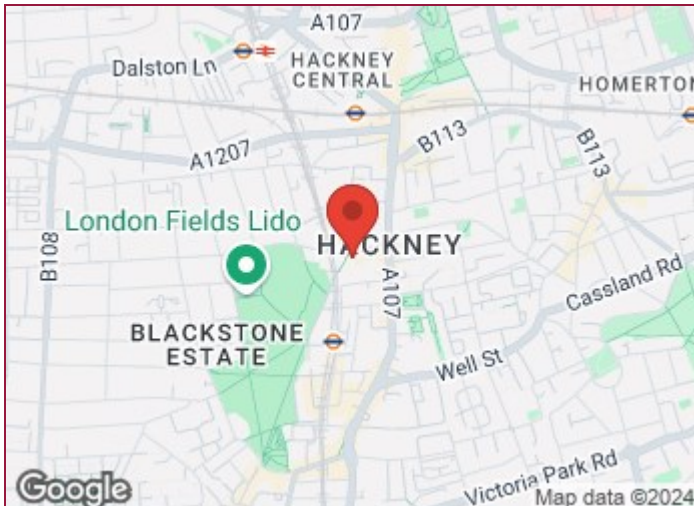 A107
Dalston Ln
HACKNEY
CENTRAL
HOMERTON
B113
B113
A1207
London Fields Lido
HACKNEY
B108
A107
Cassland Rd
BLACKSTONE
ESTATE
Well St
Victoria Park Rd
Google
Map data ©2024